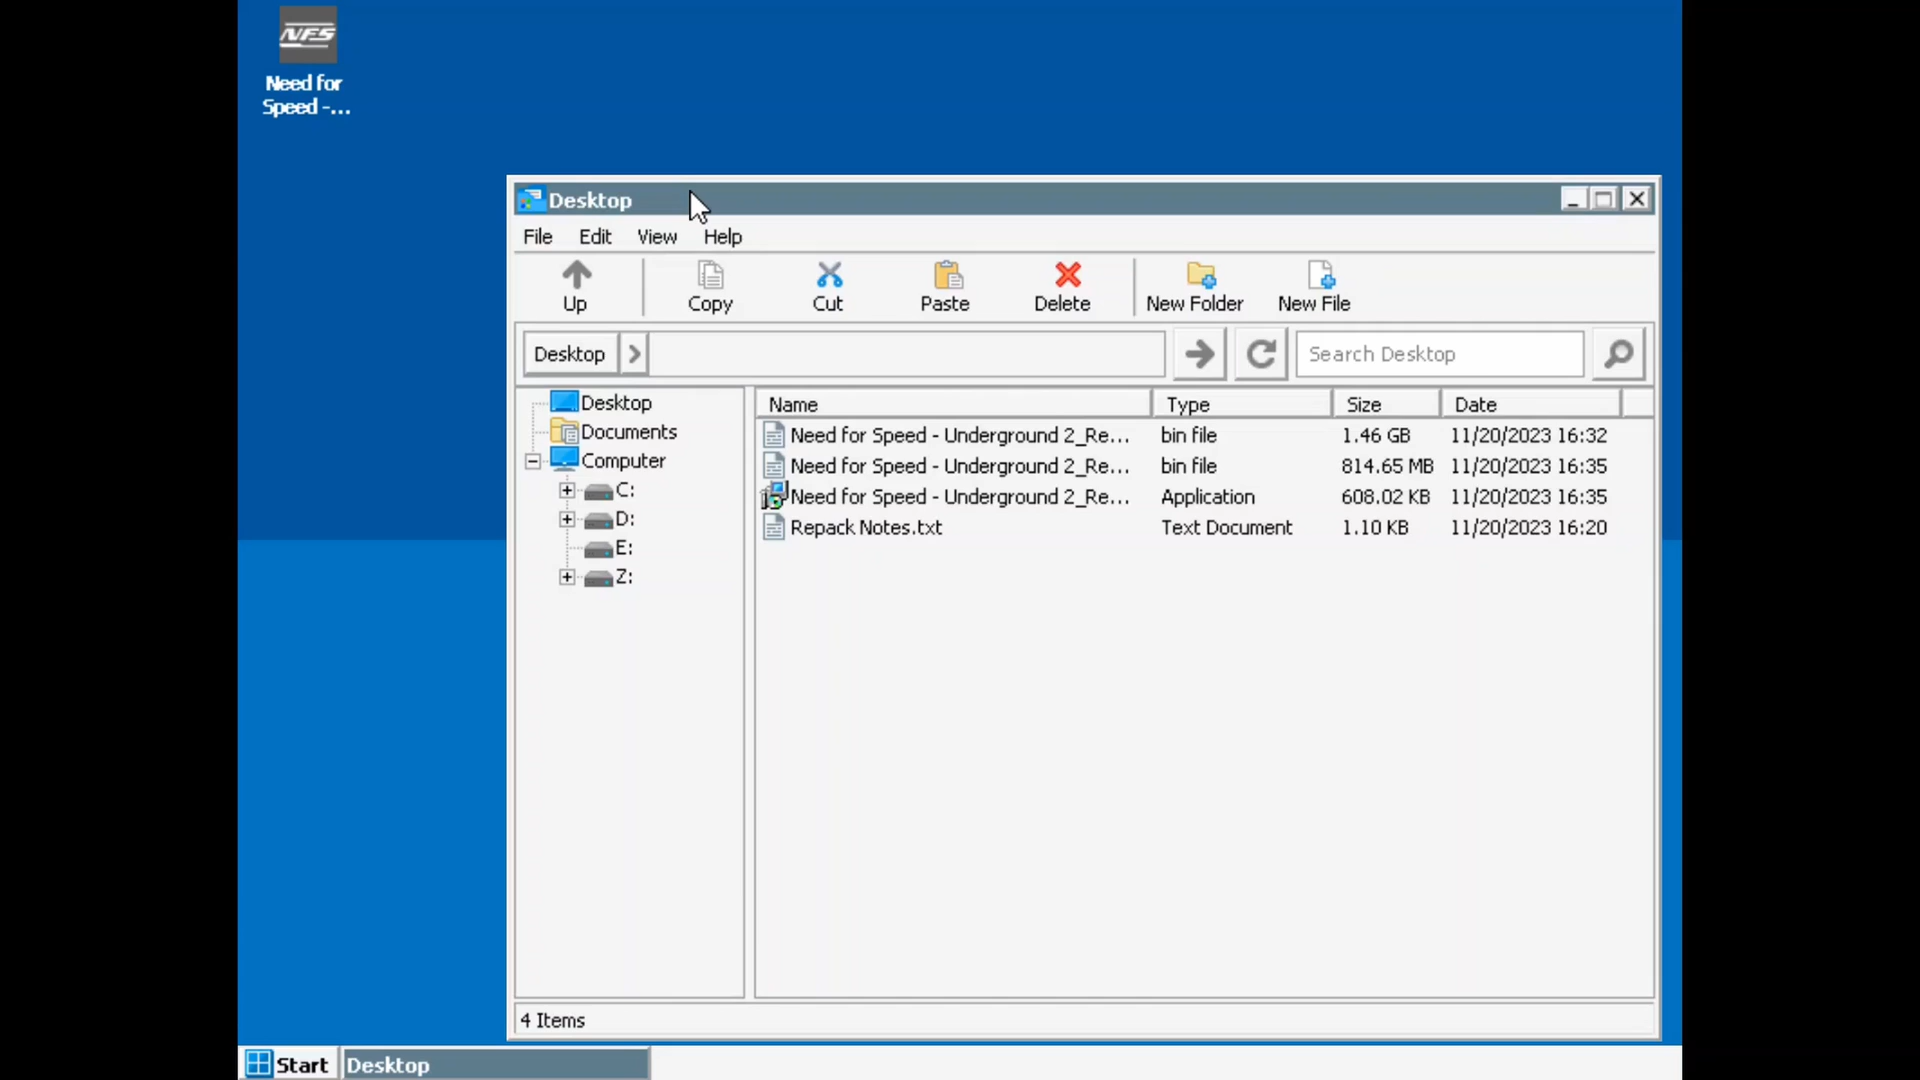 NFS
Need for
Speed -...
Desktop
File Edit View Help
Up Copy Cut Paste Delete New Folder New File
Desktop Search Desktop
Desktop
Documents
Computer
C:
D:
E:
Z:
Name Type Size Date
Need for Speed - Underground 2_Re... bin file 1.46 GB 11/20/2023 16:32
Need for Speed - Underground 2_Re... bin file 814.65 MB 11/20/2023 16:35
Need for Speed - Underground 2_Re... Application 608.02 KB 11/20/2023 16:35
Repack Notes.txt Text Document 1.10 KB 11/20/2023 16:20
4 Items
Start Desktop